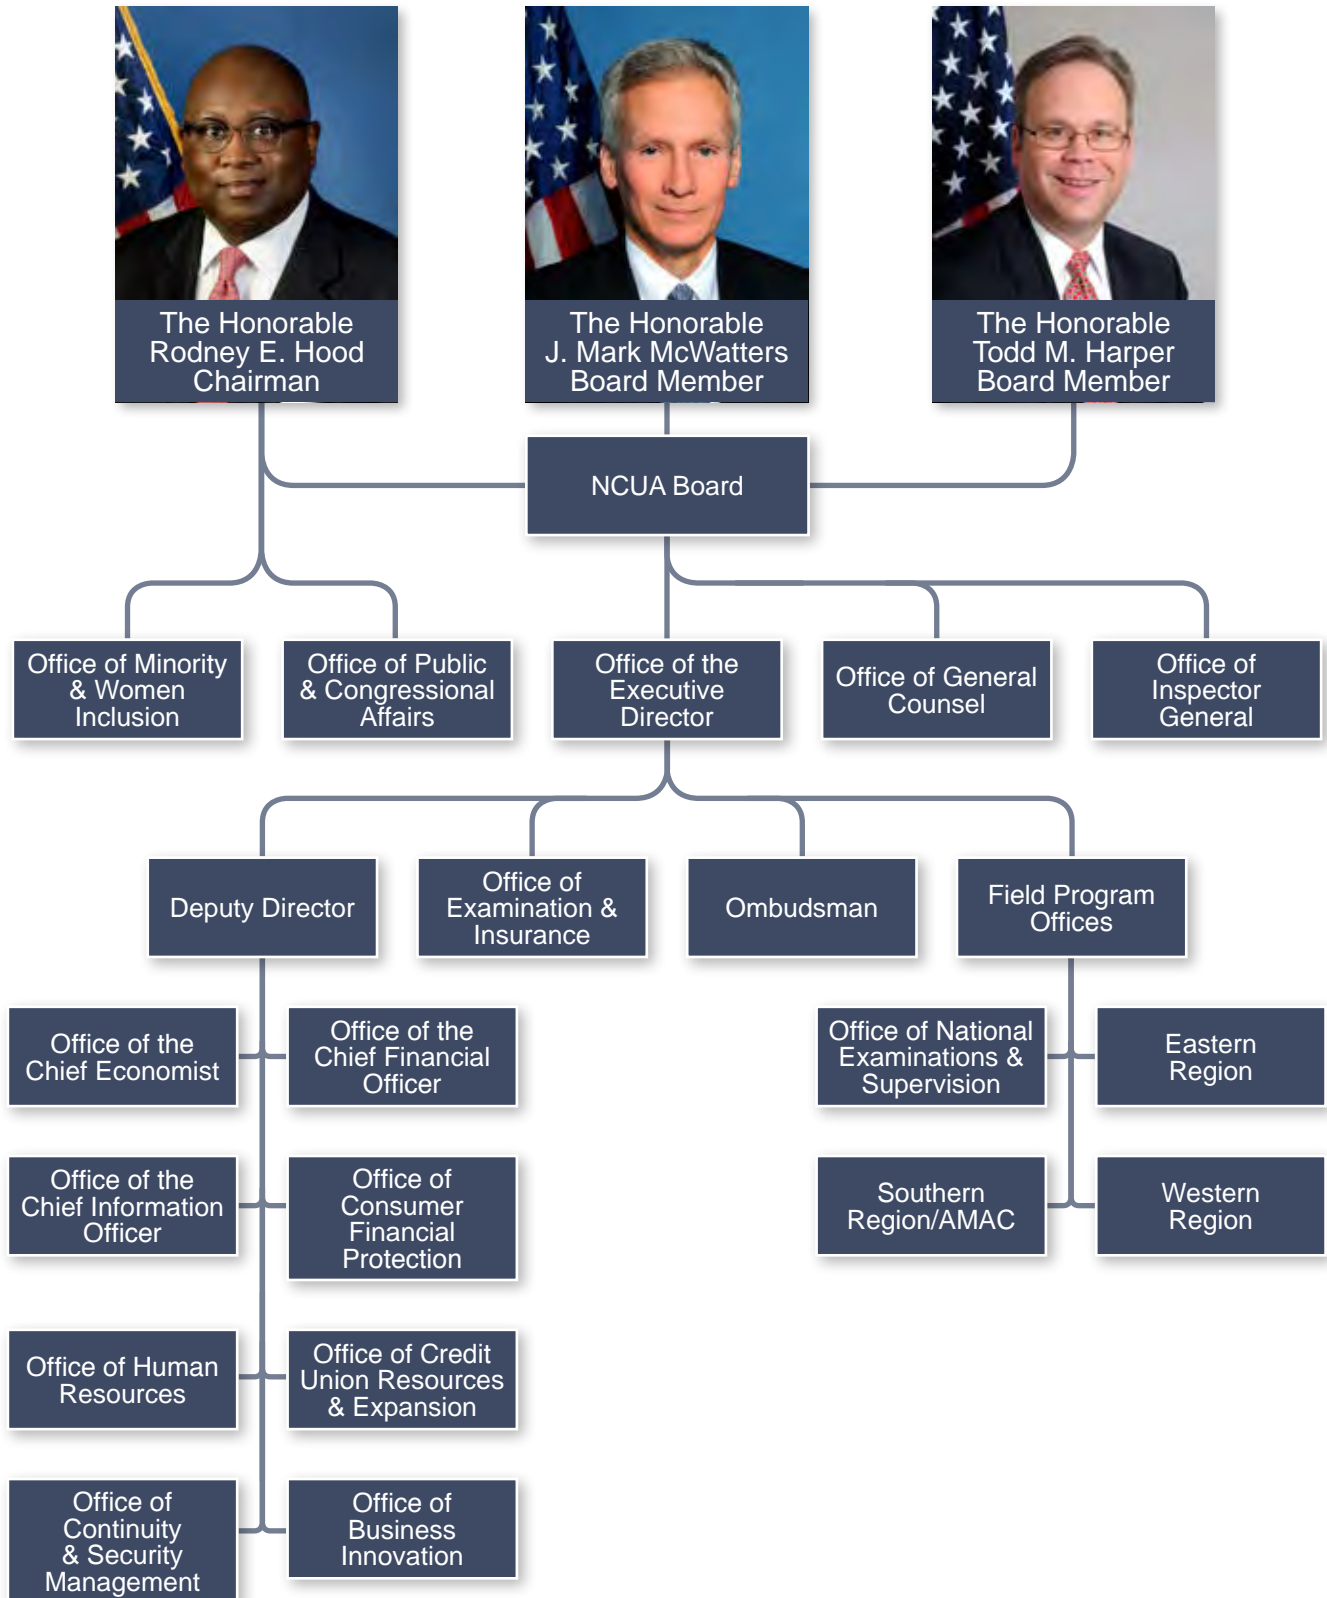 The Honorable
Rodney E. Hood
Chairman
The Honorable
J. Mark McWatters
Board Member
The Honorable
Todd M. Harper
Board Member
NCUA Board
Office of Minority
& Women
Inclusion
Office of Public
& Congressional
Affairs
Office of the
Executive
Director
Office of General
Counsel
Office of
Inspector
General
Deputy Director
Office of
Examination &
Insurance
Ombudsman
Field Program
Offices
Office of the
Chief Economist
Office of the
Chief Financial
Officer
Office of National
Examinations &
Supervision
Eastern
Region
Office of the
Chief Information
Officer
Office of
Consumer
Financial
Protection
Southern
Region/AMAC
Western
Region
Office of Human
Resources
Office of Credit
Union Resources
& Expansion
Office of
Continuity
& Security
Management
Office of
Business
Innovation